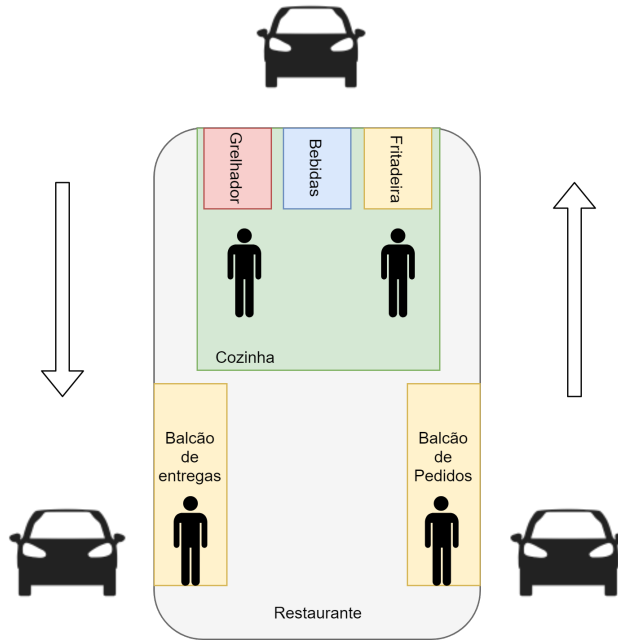 Grelhador
Bebidas
Fritadeira
Cozinha
Balcão
de
entregas
Balcão
de
Pedidos
Restaurante